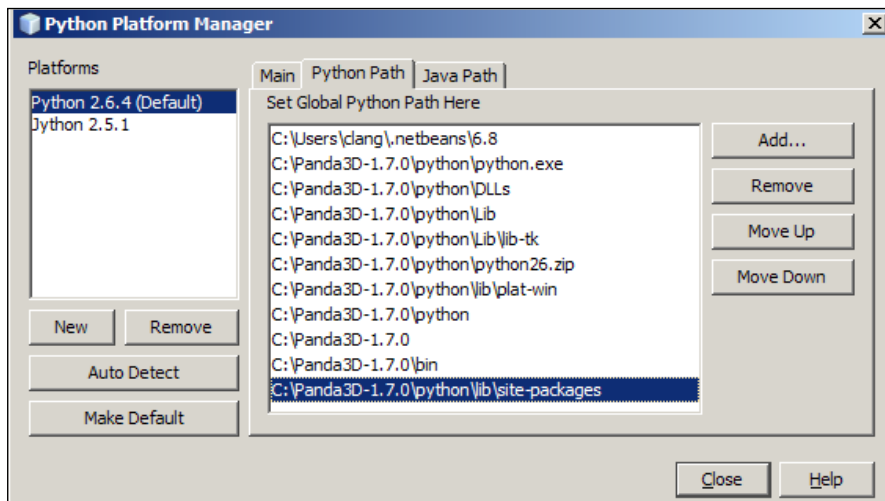 Python Platform Manager
Platforms
Python 2.6.4 (Default)
Jython 2.5.1
New
Remove
Auto Detect
Make Default
Main
Python Path
Java Path
Set Global Python Path Here
C:\Users\clang\.netbeans\6.8
C:\Panda3D-1.7.0\python\python.exe
C:\Panda3D-1.7.0\python\DLLs
C:\Panda3D-1.7.0\python\Lib
C:\Panda3D-1.7.0\python\Lib\lib-tk
C:\Panda3D-1.7.0\python\python26.zip
C:\Panda3D-1.7.0\python\lib\plat-win
C:\Panda3D-1.7.0\python
C:\Panda3D-1.7.0
C:\Panda3D-1.7.0\bin
C:\Panda3D-1.7.0\python\lib\site-packages
Add...
Remove
Move Up
Move Down
Close
Help